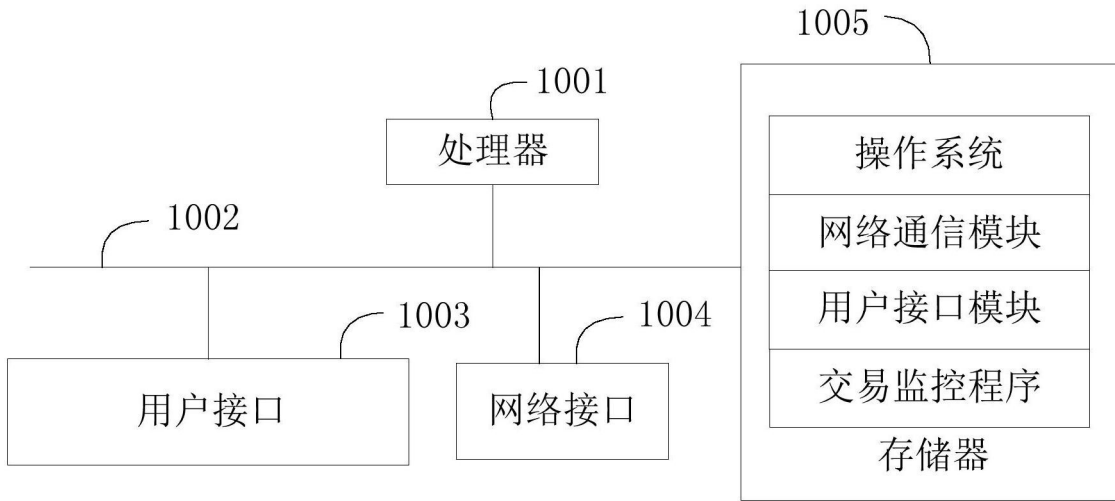 1005
1001
处理器
操作系统
1002
网络通信模块
1003
1004
用户接口模块
用户接口
网络接口
交易监控程序
存储器